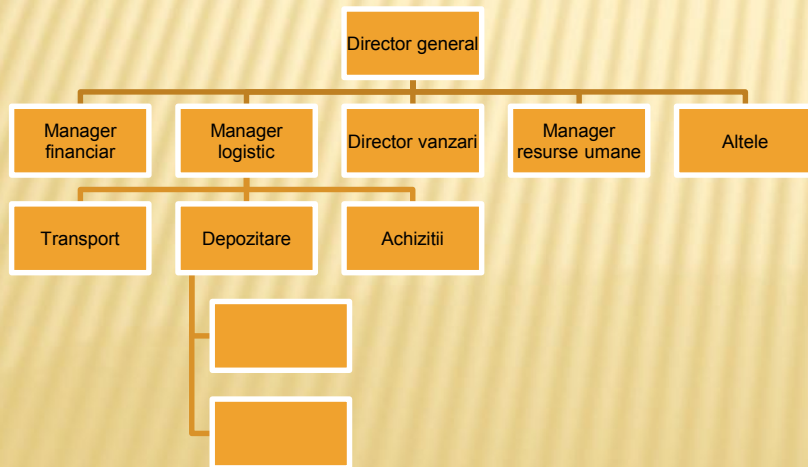 Director general
Manager
financiar
Manager
logistic
Director vanzari
Manager
resurse umane
Altele
Transport
Depozitare
Achizitii